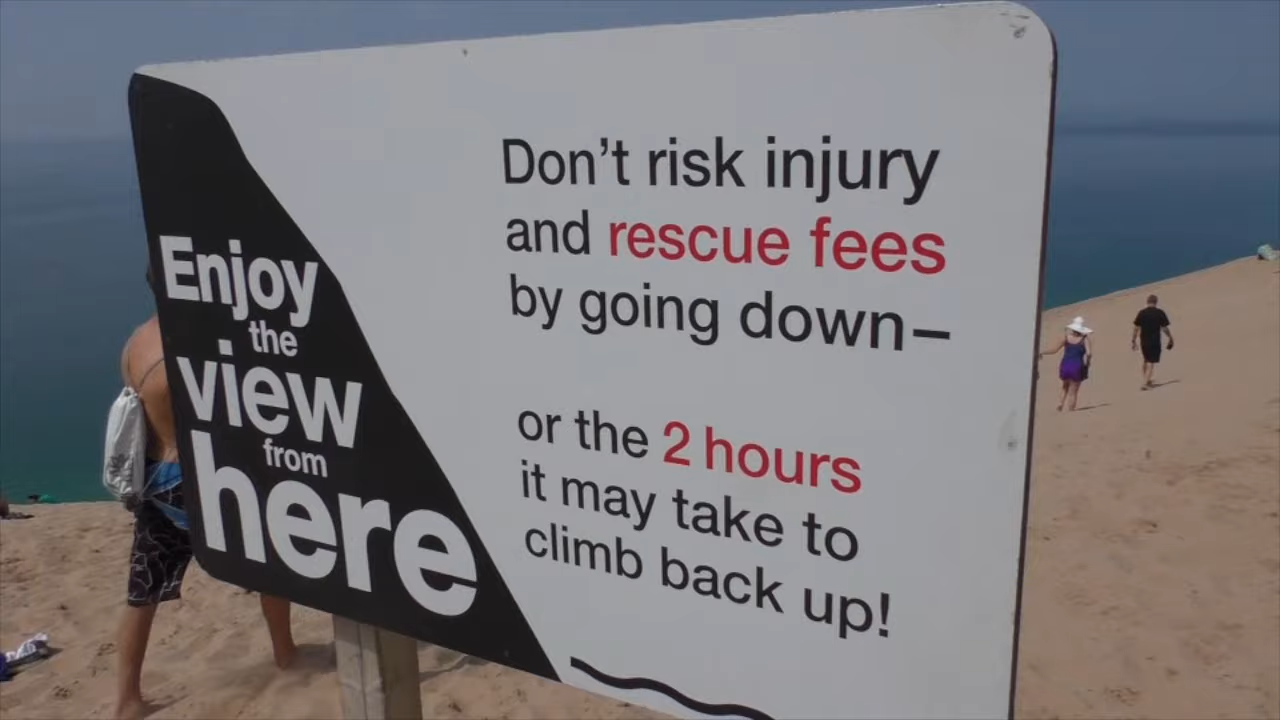 Enjoy
the
view
from
here
Don't risk injury
and rescue fees
by going down–
or the 2 hours
it may take to
climb back up!